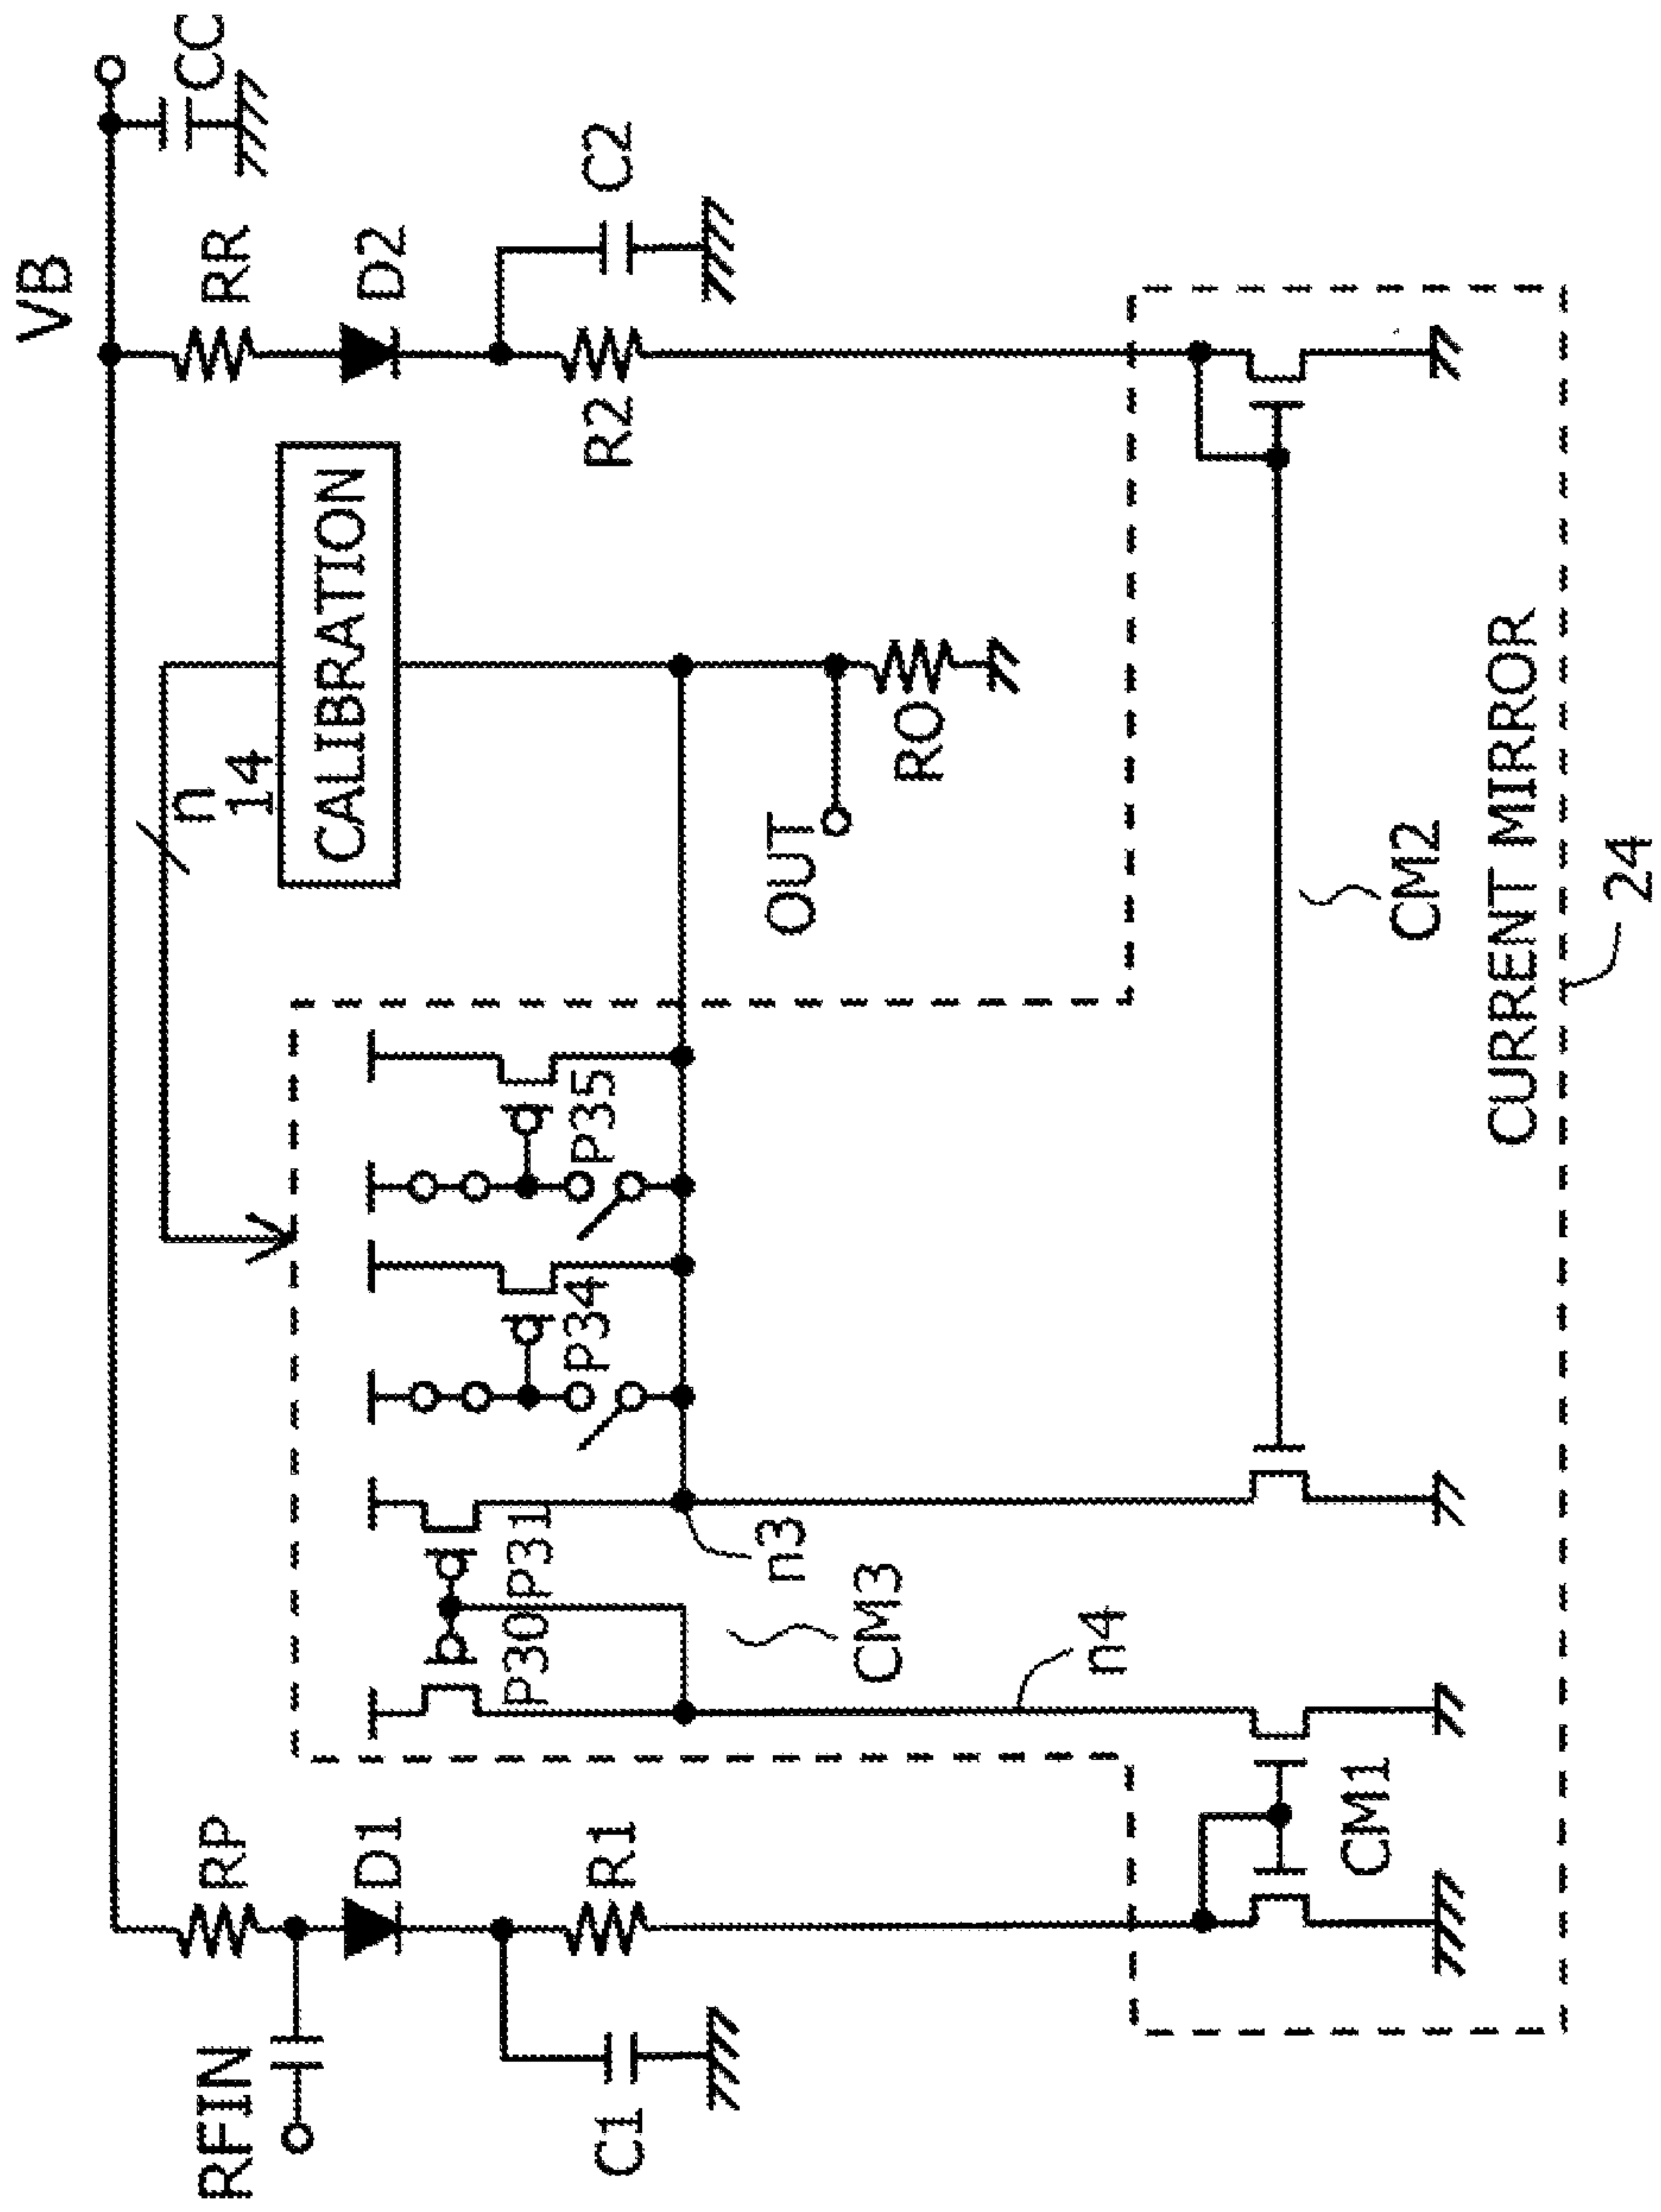 VB
CC
RR
D2
C2
R2
n
14
CALIBRATION
OUT
RO
P35
P34
P31
P30
n3
n4
CM3
CM2
CURRENT MIRROR
24
RP
D1
R1
CM1
RFIN
C1